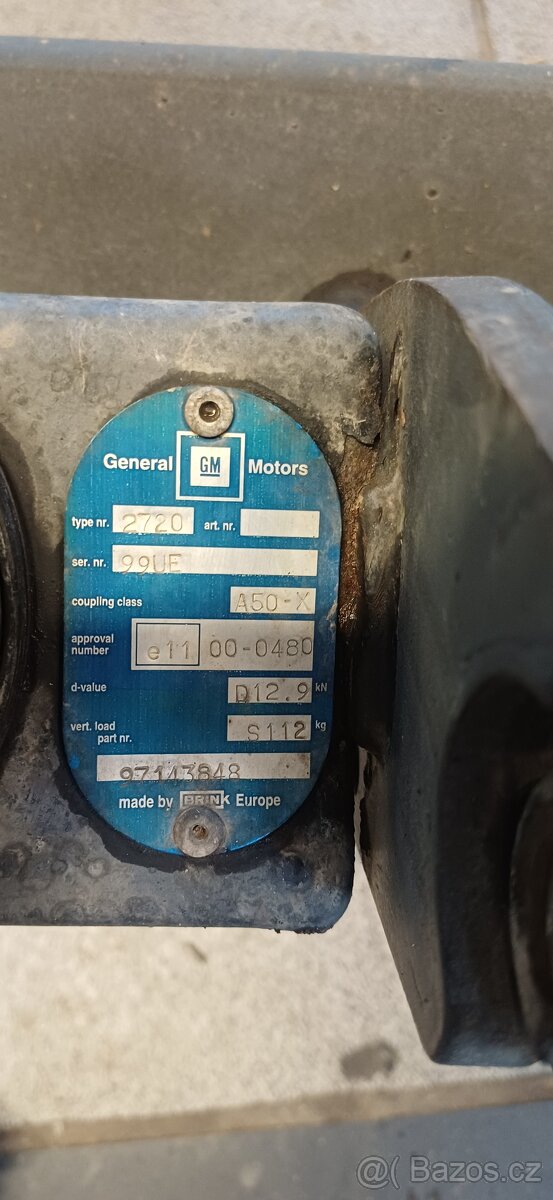 General GM Motors
type nr. 2720 art. nr.
ser. nr. 99UE
coupling class A50-X
approval number e11 00-0480
d-value D12.9 kN
vert. load S112 kg
part nr.
97143848
made by BRINK Europe
@ Bazos.cz